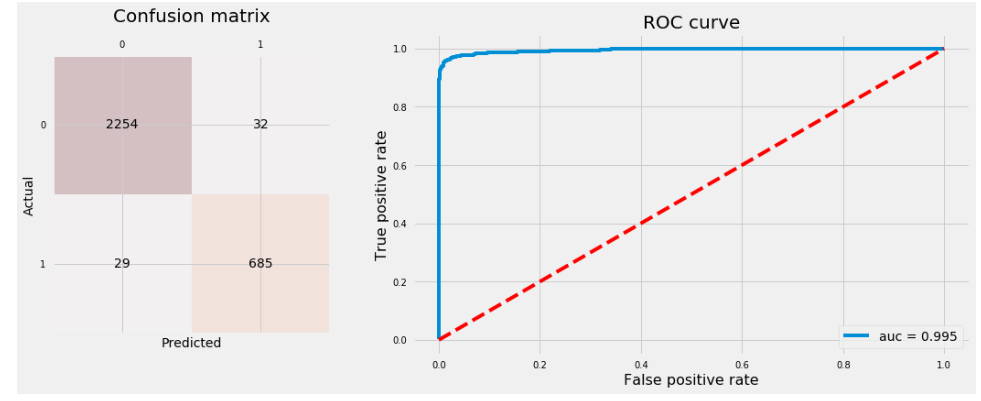 Confusion matrix
0 1
0 2254 32
Actual
1 29 685
Predicted
ROC curve
1.0
0.8
0.6
0.4
0.2
0.0
True positive rate
0.0 0.2 0.4 0.6 0.8 1.0
False positive rate
auc = 0.995